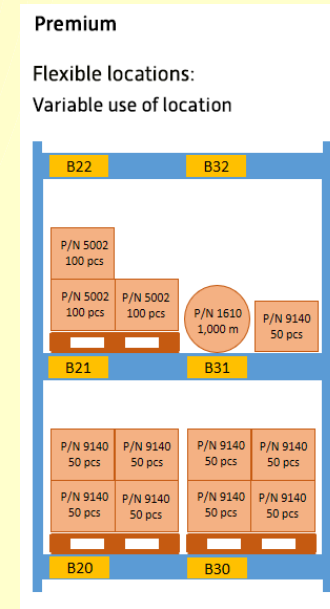 Premium
Flexible locations:
Variable use of location
B22
B32
P/N 5002
100 pcs
P/N 5002
100 pcs
P/N 5002
100 pcs
P/N 1610
1,000 m
P/N 9140
50 pcs
B21
B31
P/N 9140
50 pcs
P/N 9140
50 pcs
P/N 9140
50 pcs
P/N 9140
50 pcs
P/N 9140
50 pcs
P/N 9140
50 pcs
P/N 9140
50 pcs
P/N 9140
50 pcs
B20
B30